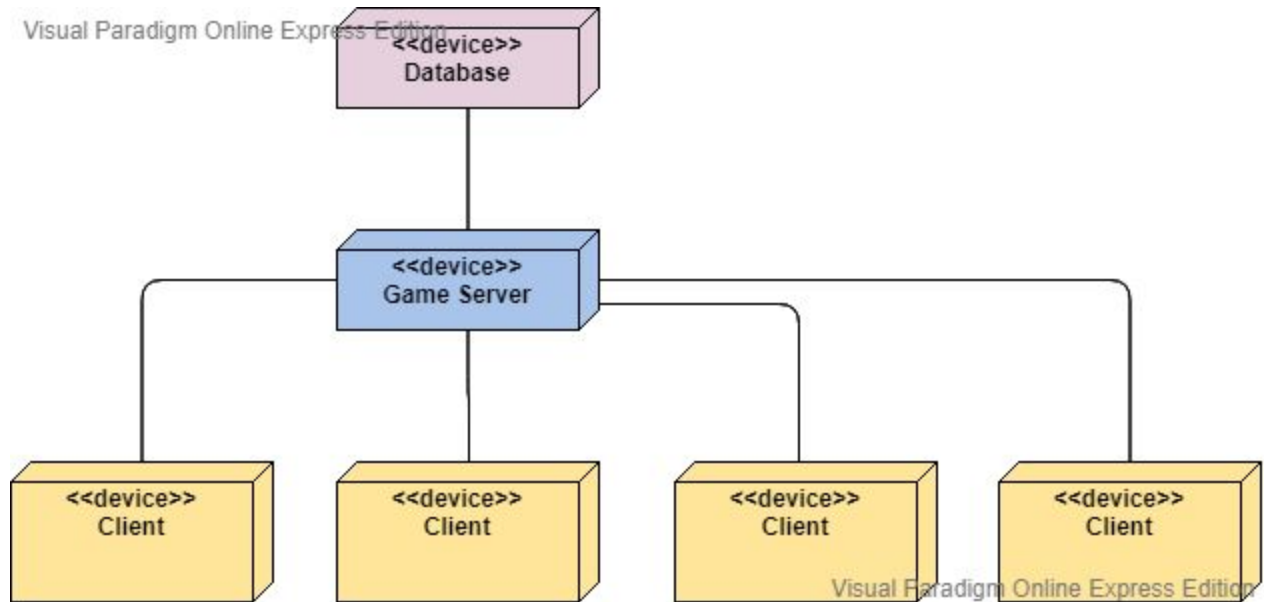 Visual Paradigm Online Express Edition
<<device>>
Database
<<device>>
Game Server
<<device>>
Client
<<device>>
Client
<<device>>
Client
<<device>>
Client
Visual Paradigm Online Express Edition